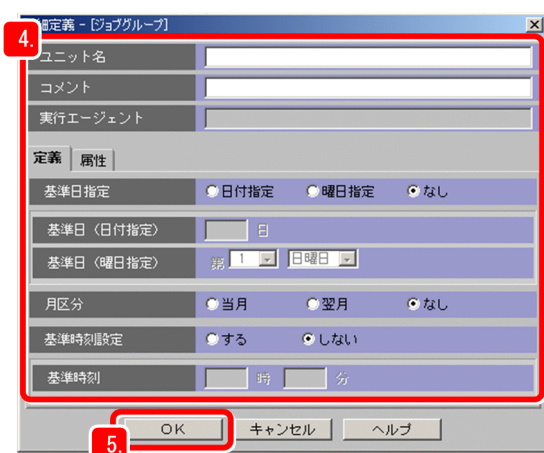 細定義 - [ジョブグループ]
4.
ユニット名
コメント
実行エージェント
定義 属性
基準日指定 日付指定 曜日指定 なし
基準日（日付指定） 日
基準日（曜日指定） 第 1 日曜日
月区分 当月 翌月 なし
基準時刻設定 する しない
基準時刻 時 分
5. OK キャンセル ヘルプ